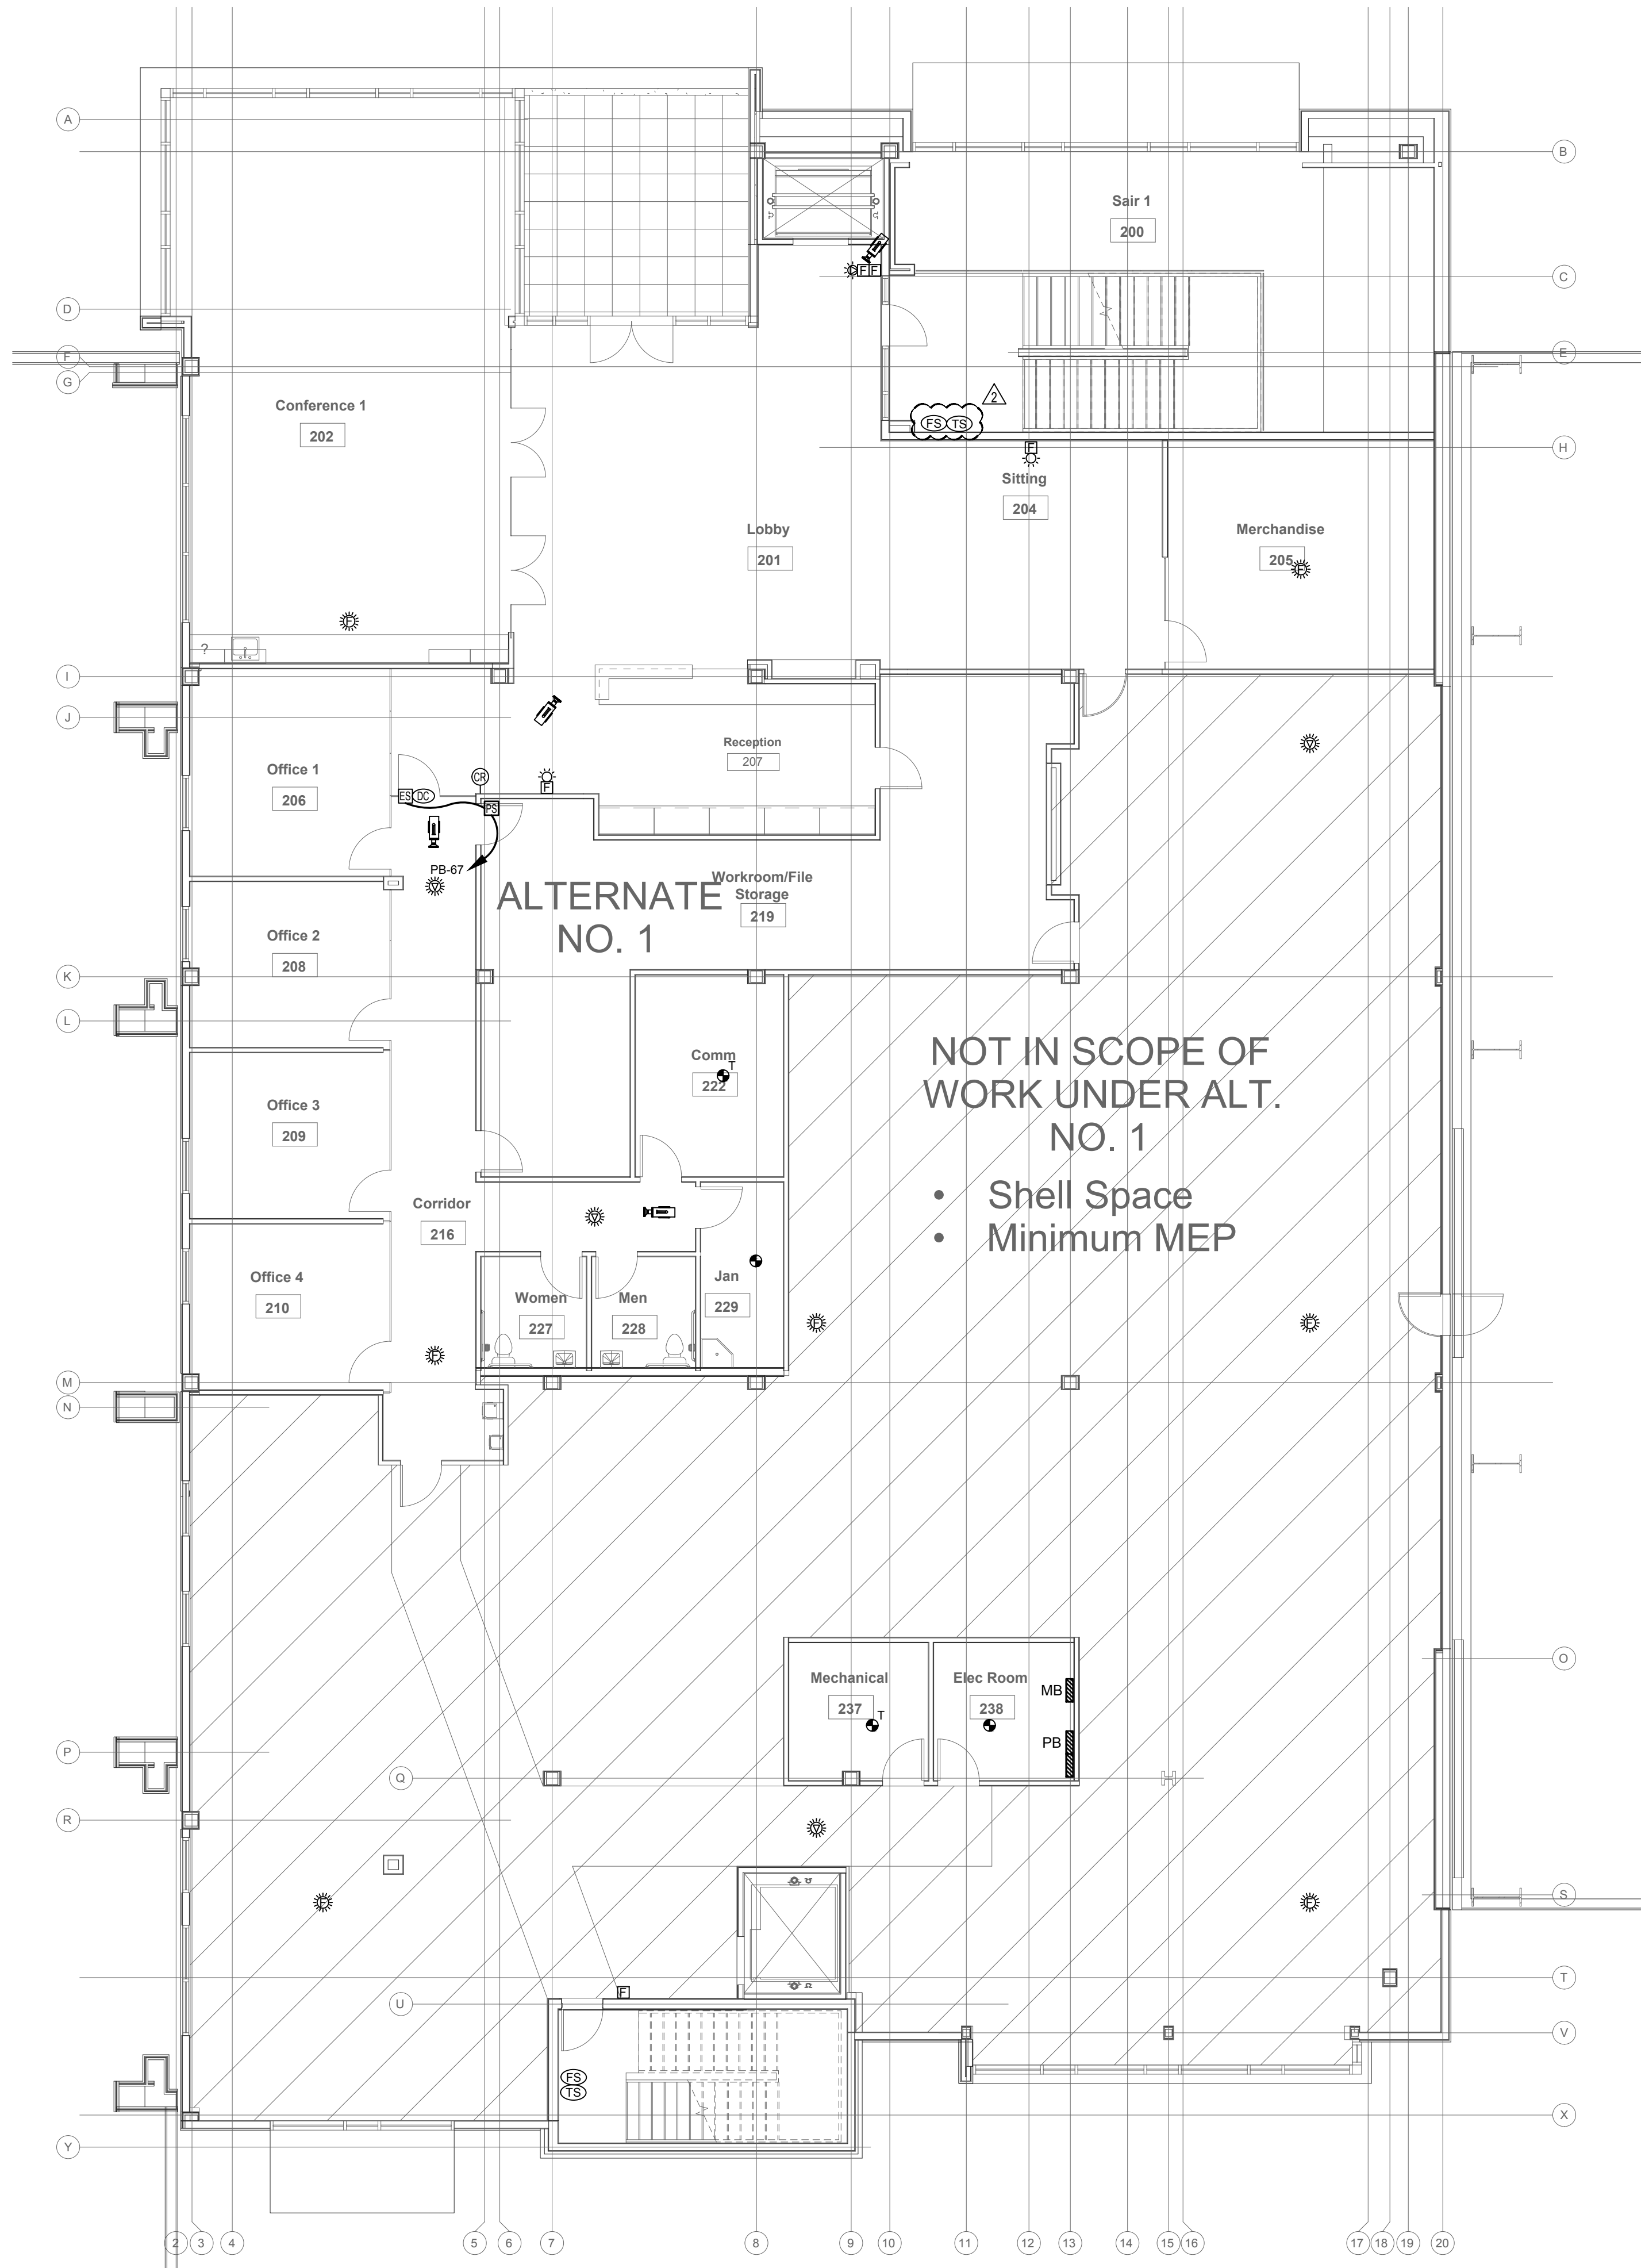 A
B
Sair 1
200
F F
C
D
F
E
G
Conference 1
202
2
FS TS
F
H
Sitting
204
Lobby
201
Merchandise
205
F
F
?
I
J
Reception
207
Office 1
206
CR
F
ES DC
PS
PB-67
Workroom/File
Storage
219
ALTERNATE
NO. 1
Office 2
208
K
L
NOT IN SCOPE OF
WORK UNDER ALT.
NO. 1
Comm
T
222
Office 3
209
• Shell Space
• Minimum MEP
Corridor
216
Office 4
210
Women
227
Men
228
Jan
229
F
F
F
M
N
O
Mechanical
237
T
Elec Room
238
MB
PB
P
Q
R
F
F
S
T
F
U
V
FS
TS
X
Y
2 3 4 5 6 7 8 9 10 11 12 13 14 15 16 17 18 19 20